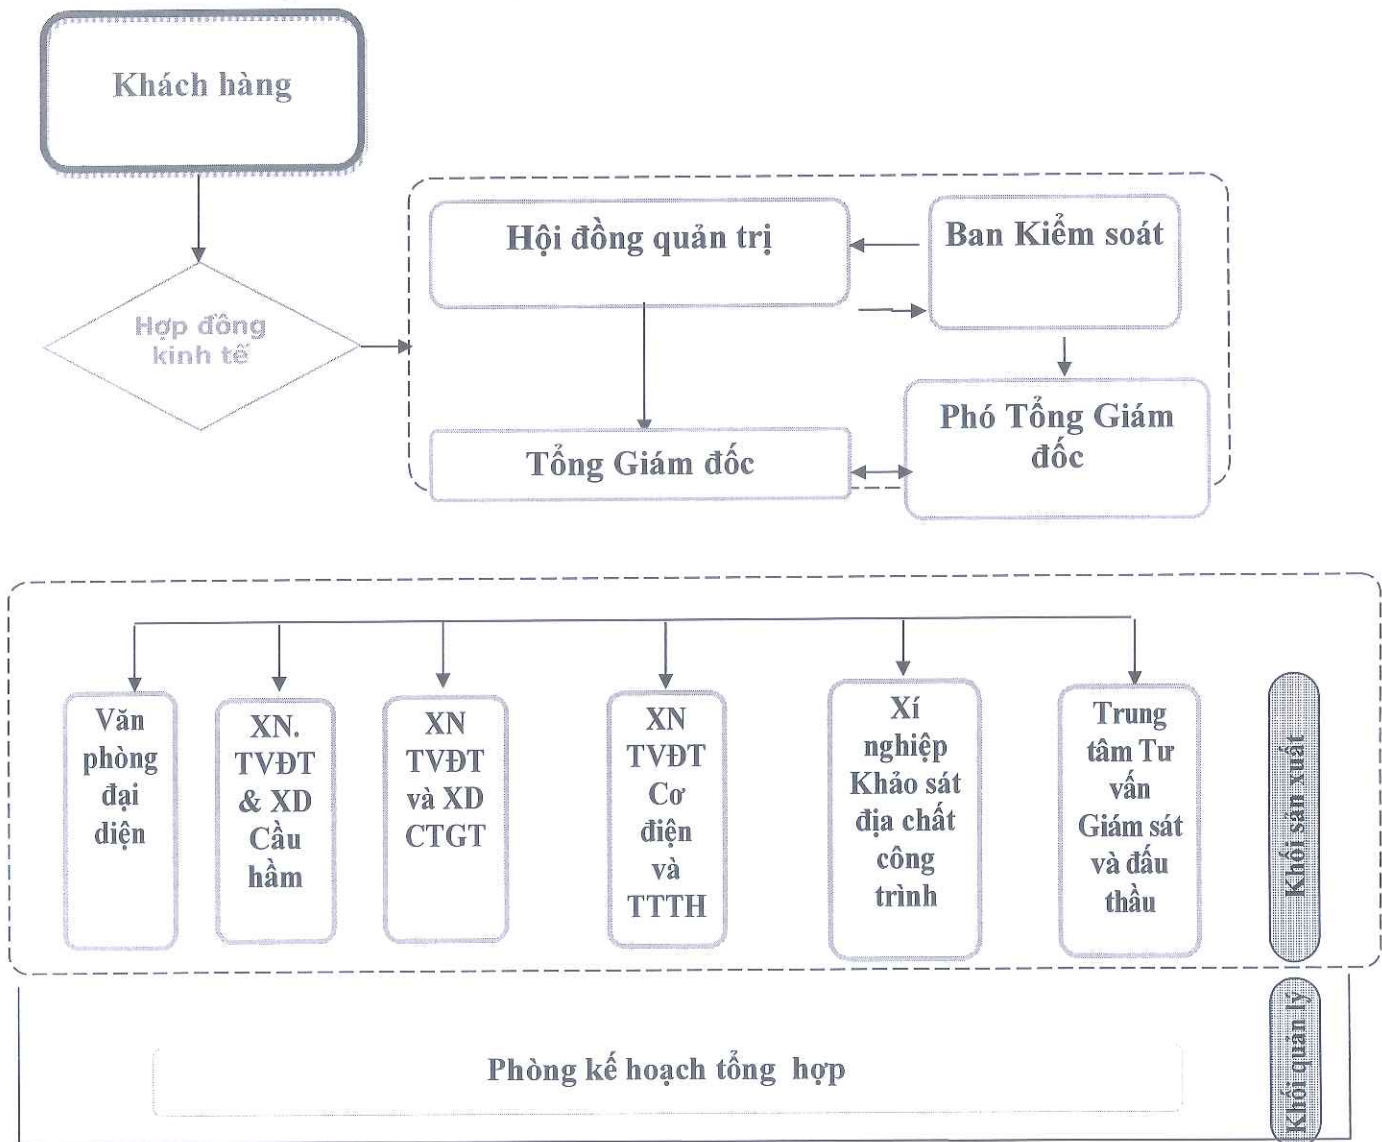 Khách hàng
Hội đồng quản trị
Ban Kiểm soát
Hợp đồng
kinh tế
Tổng Giám đốc
Phó Tổng Giám
đốc
Văn
phòng
đại
diện
XN.
TVĐT
& XD
Cầu
hầm
XN
TVĐT
và XD
CTGT
XN
TVĐT
Cơ
điện
và
TTTH
Xí
nghiệp
Khảo sát
địa chất
công
trình
Trung
tâm Tư
vấn
Giám sát
và đấu
thầu
Khối sản xuất
Phòng kế hoạch tổng hợp
Khối quản lý